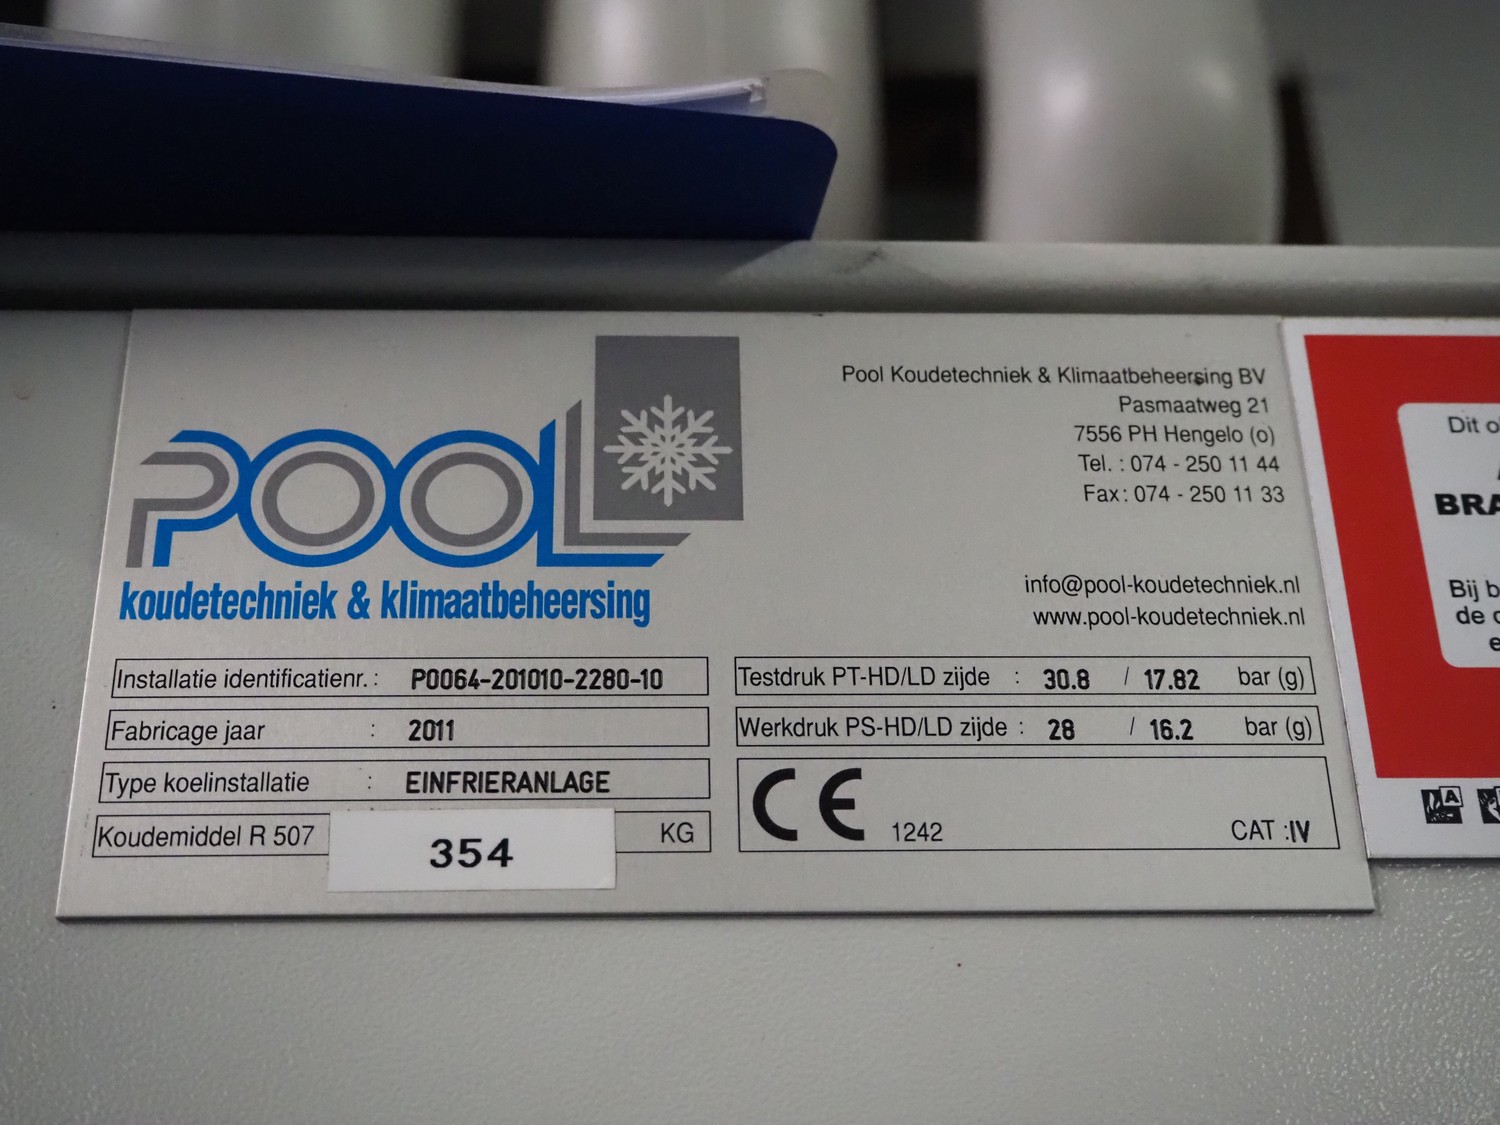 POOL
koudetechniek & klimaatbeheersing
Pool Koudetechniek & Klimaatbeheersing BV
Pasmaatweg 21
7556 PH Hengelo (o)
Tel. : 074 - 250 11 44
Fax : 074 - 250 11 33
info@pool-koudetechniek.nl
www.pool-koudetechniek.nl
Installatie identificatienr. : P0064-201010-2280-10
Fabricage jaar : 2011
Type koelinstallatie : EINFRIERANLAGE
Koudemiddel R 507 354 KG
Testdruk PT-HD/LD zijde : 30.8 / 17.82 bar (g)
Werkdruk PS-HD/LD zijde : 28 / 16.2 bar (g)
CE 1242 CAT :IV
Dit
Bij
de
A